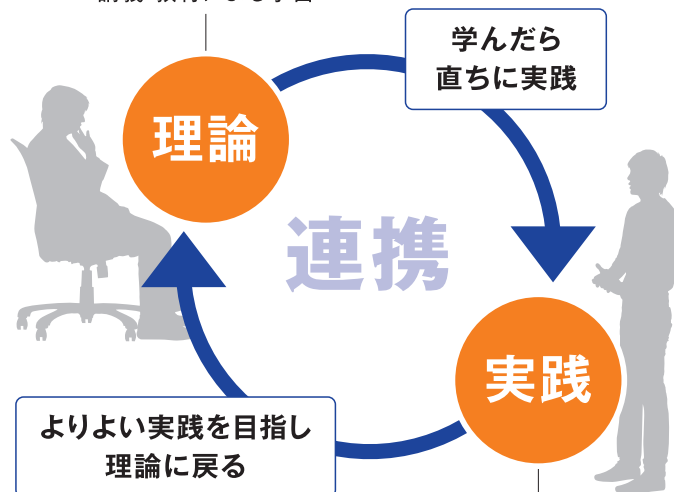 学んだら
直ちに実践
理論
連携
実践
よりよい実践を目指し
理論に戻る